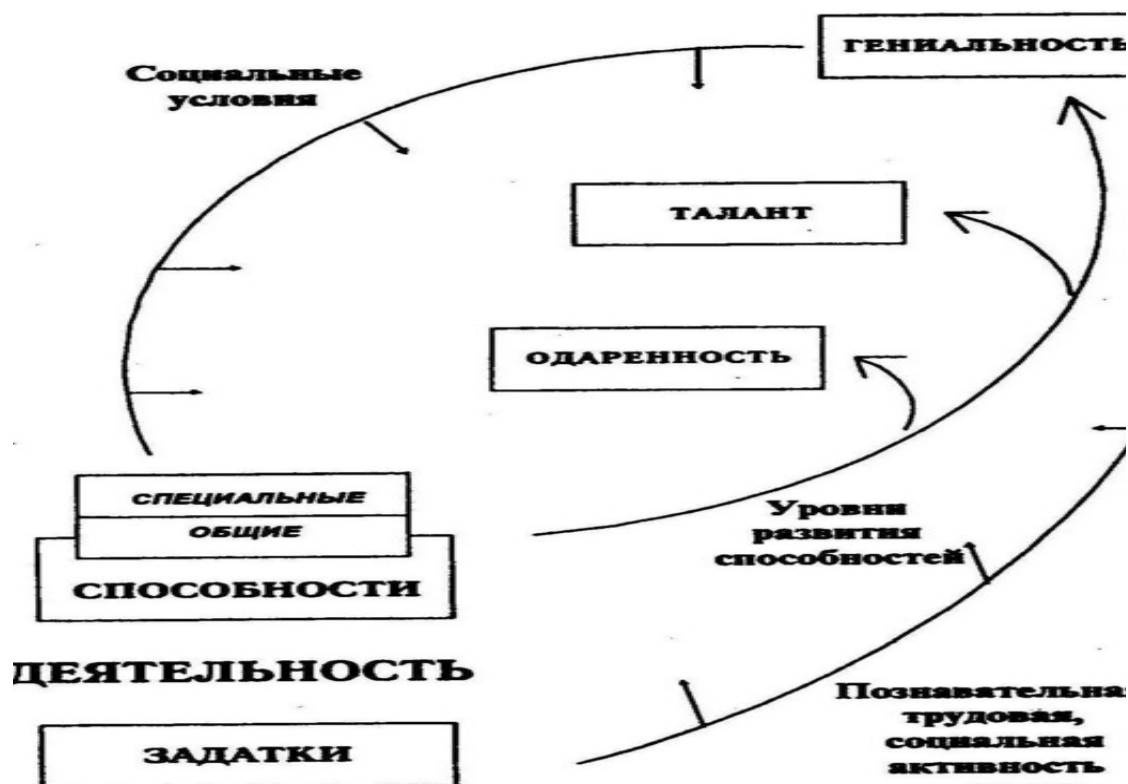 ГЕНИАЛЬНОСТЬ
Социальные
условия
ТАЛАНТ
ОДАРЕННОСТЬ
СПЕЦИАЛЬНЫЕ
ОБЩИЕ
СПОСОБНОСТИ
Уровни
развития
способностей
ДЕЯТЕЛЬНОСТЬ
ЗАДАТКИ
Познавательная
трудовая,
социальная
активность